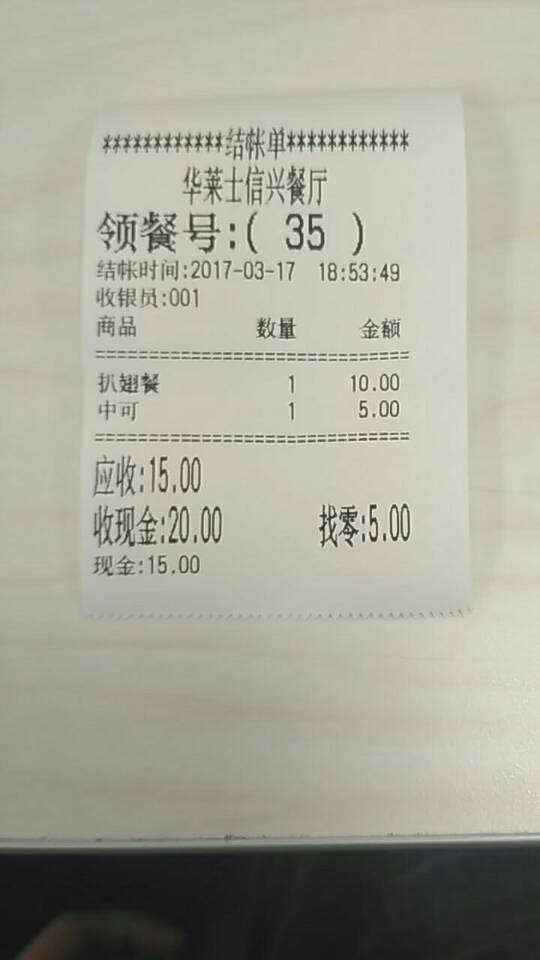 ************结帐单************
华莱士信兴餐厅
领餐号:( 35 )
结帐时间:2017-03-17 18:53:49
收银员:001
商品 数量 金额
==============================
扒翅餐 1 10.00
中可 1 5.00
==============================
应收:15.00
收现金:20.00 找零:5.00
现金:15.00